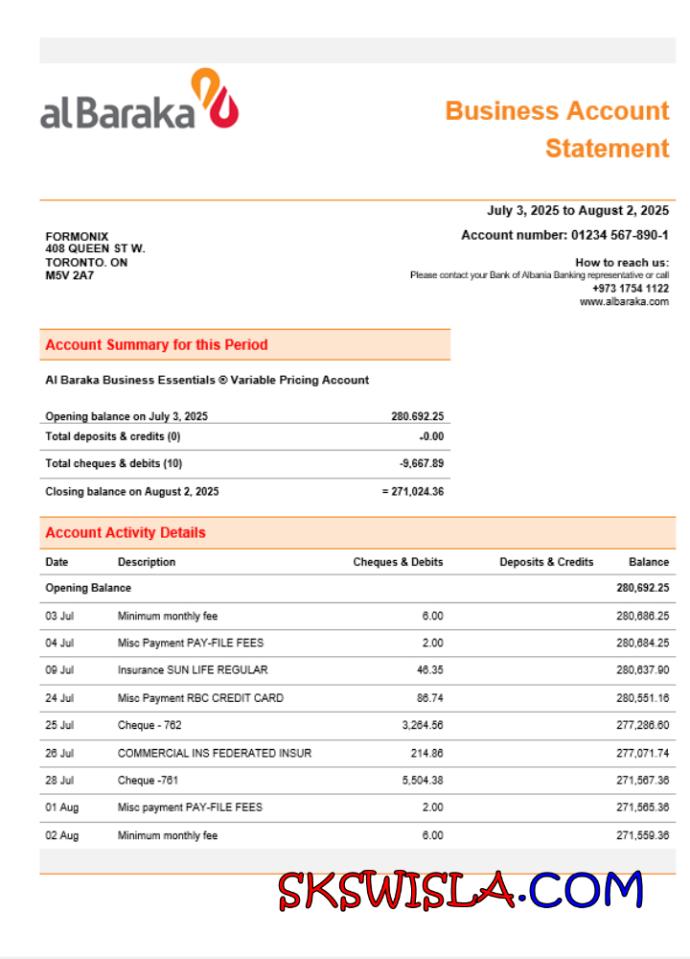 al Baraka
Business Account
Statement
July 3, 2025 to August 2, 2025
Account number: 01234 567-890-1
FORMONIX
408 QUEEN ST W.
TORONTO. ON
M5V 2A7
How to reach us:
Please contact your Bank of Albania Banking representative or call
+973 1754 1122
www.albaraka.com
Account Summary for this Period
Al Baraka Business Essentials ® Variable Pricing Account
Opening balance on July 3, 2025 280.692.25
Total deposits & credits (0) -0.00
Total cheques & debits (10) -9,667.89
Closing balance on August 2, 2025 = 271,024.36
Account Activity Details
Date Description Cheques & Debits Deposits & Credits Balance
Opening Balance 280,692.25
03 Jul Minimum monthly fee 6.00 280,686.25
04 Jul Misc Payment PAY-FILE FEES 2.00 280,684.25
09 Jul Insurance SUN LIFE REGULAR 46.35 280,637.90
24 Jul Misc Payment RBC CREDIT CARD 86.74 280,551.16
25 Jul Cheque - 762 3,264.56 277,286.60
26 Jul COMMERCIAL INS FEDERATED INSUR 214.86 277,071.74
28 Jul Cheque -761 5,504.38 271,567.36
01 Aug Misc payment PAY-FILE FEES 2.00 271,565.36
02 Aug Minimum monthly fee 6.00 271,559.36
SKSWISLA.COM